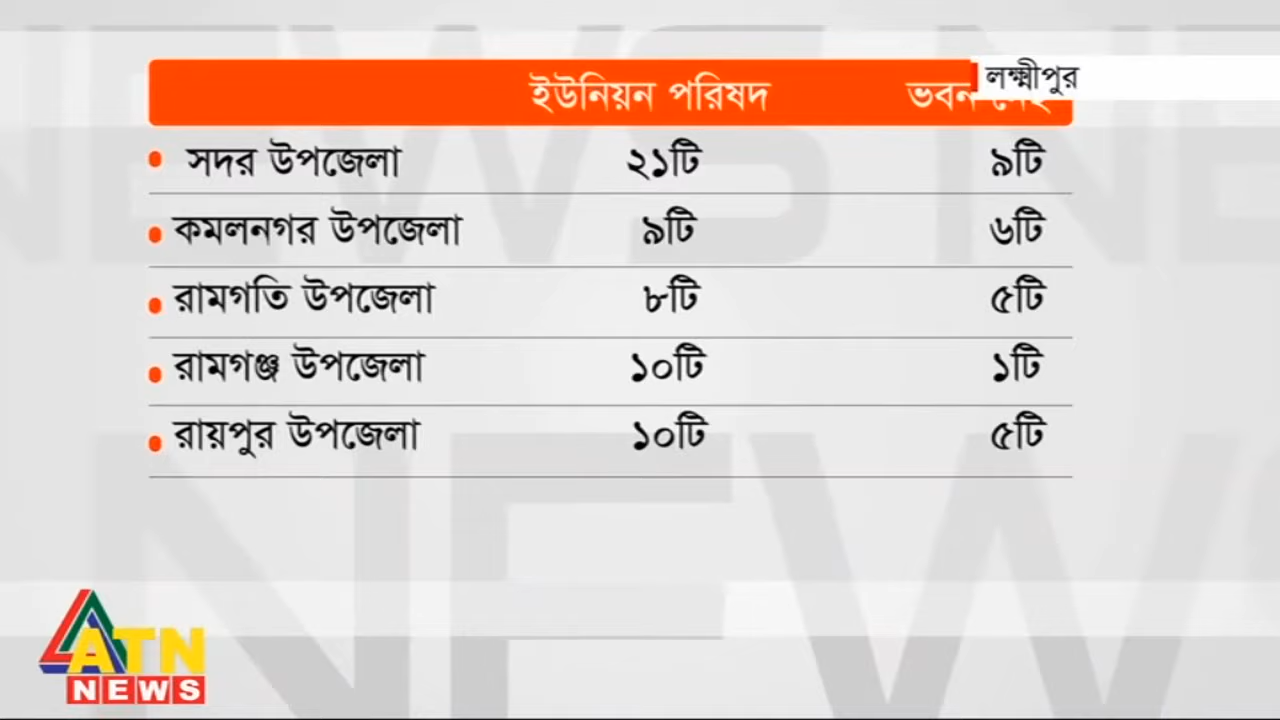 লক্ষ্মীপুর
ইউনিয়ন পরিষদ ভবন
সদর উপজেলা ২১টি ৯টি
কমলনগর উপজেলা ৯টি ৬টি
রামগতি উপজেলা ৮টি ৫টি
রামগঞ্জ উপজেলা ১০টি ১টি
রায়পুর উপজেলা ১০টি ৫টি
ATN
NEWS